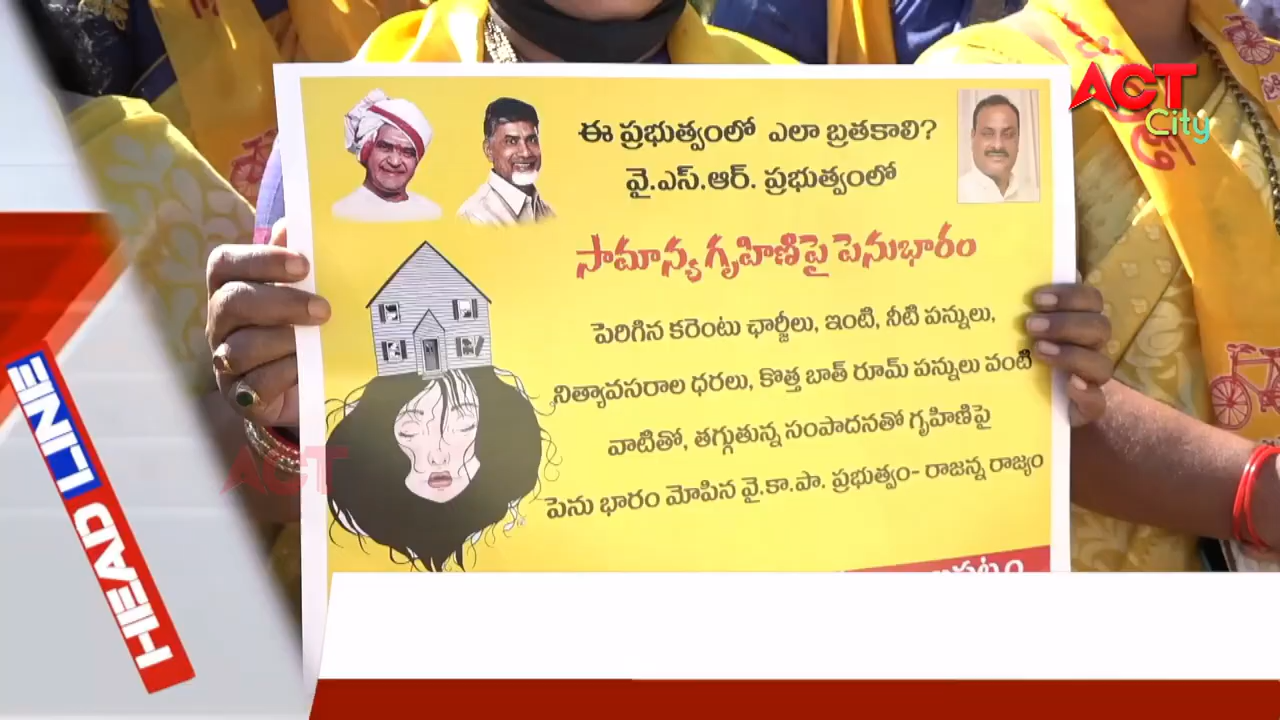 ACT
City
ఈ ప్రభుత్వంలో ఎలా బ్రతకాలి?
వై.ఎస్.ఆర్. ప్రభుత్వంలో
సామాన్య గృహిణిపై పెనుభారం
పెరిగిన కరెంటు ఛార్జీలు, ఇంటి, నీటి పన్నులు,
నిత్యావసరాల ధరలు, కొత్త బాత్ రూమ్ పన్నులు వంటి
వాటితో, తగ్గుతున్న సంపాదనతో గృహిణిపై
పెను భారం మోపిన వై.కా.పా. ప్రభుత్వం- రాజన్న రాజ్యం
ACT
HEAD LINE